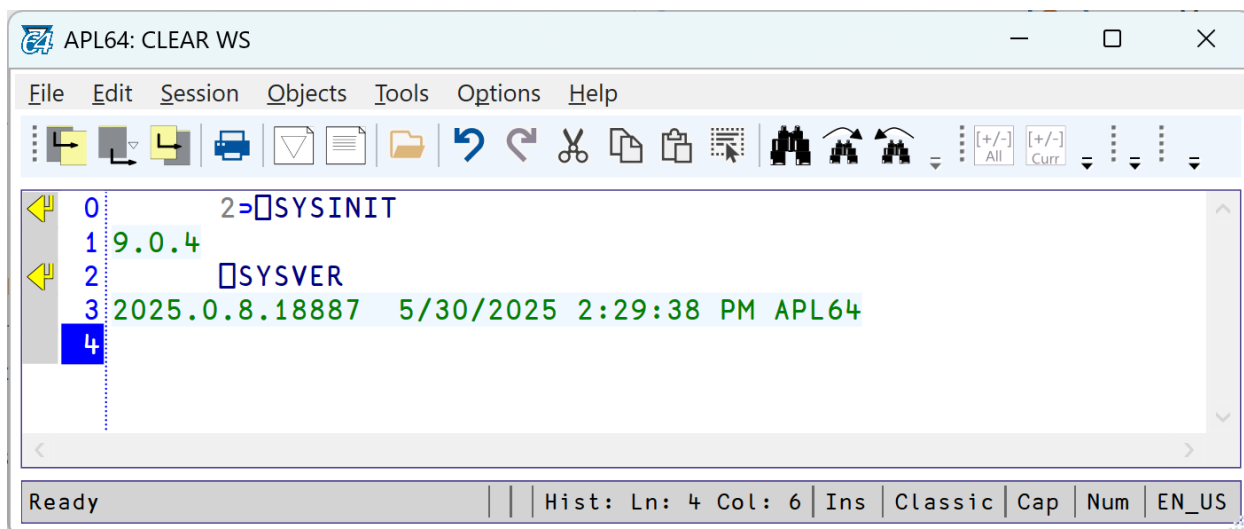 APL64: CLEAR WS
File Edit Session Objects Tools Options Help
[+/-] All [+/-] Curr
0 2⊃⎕SYSINIT
1 9.0.4
2 ⎕SYSVER
3 2025.0.8.18887  5/30/2025 2:29:38 PM APL64
4
Ready Hist: Ln: 4 Col: 6 Ins Classic Cap Num EN_US